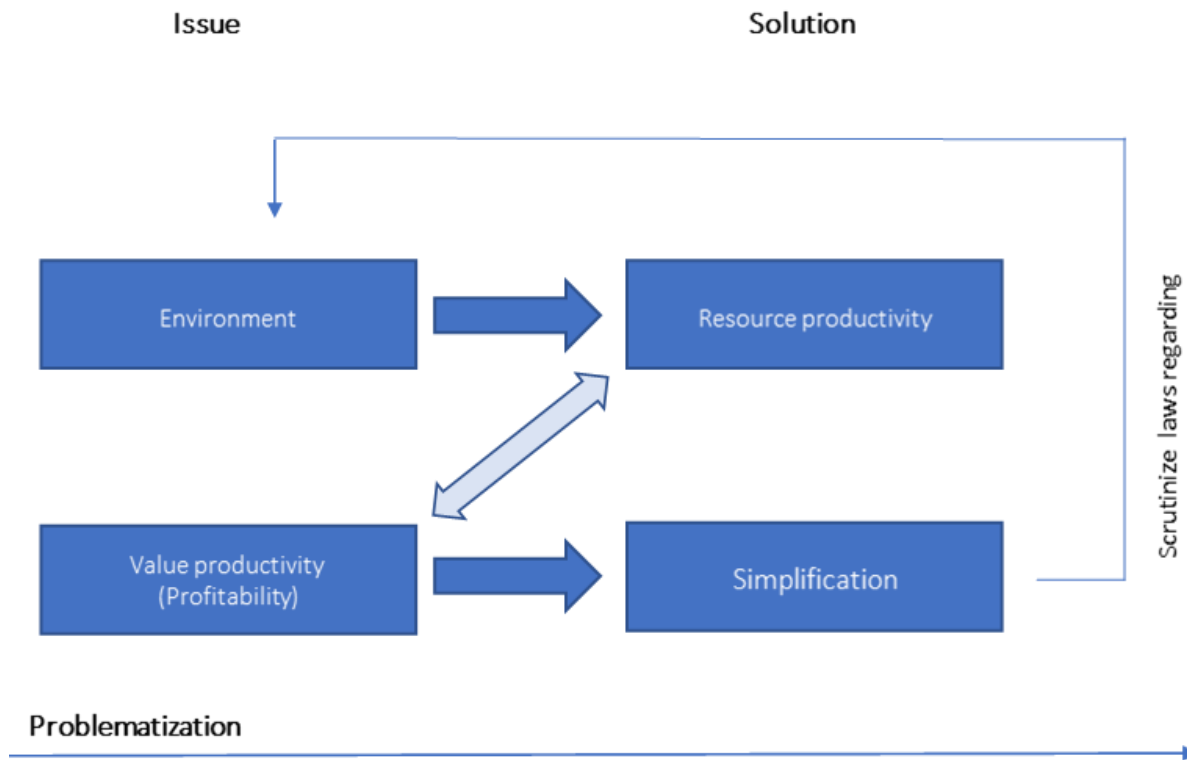 Issue
Solution
Environment
Resource productivity
Scrutinize laws regarding
Value productivity
(Profitability)
Simplification
Problematization